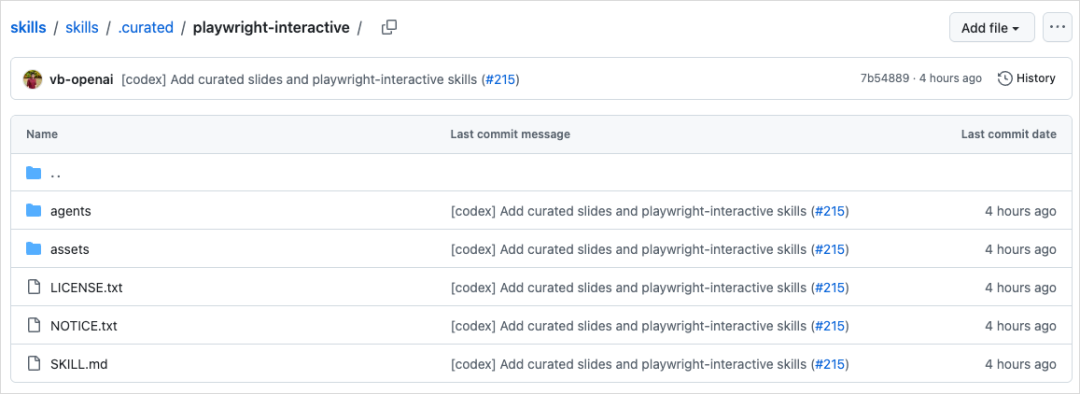 skills / skills / .curated / playwright-interactive / Add file ...
vb-openai [codex] Add curated slides and playwright-interactive skills (#215) 7b54889 · 4 hours ago History
Name Last commit message Last commit date
..
agents [codex] Add curated slides and playwright-interactive skills (#215) 4 hours ago
assets [codex] Add curated slides and playwright-interactive skills (#215) 4 hours ago
LICENSE.txt [codex] Add curated slides and playwright-interactive skills (#215) 4 hours ago
NOTICE.txt [codex] Add curated slides and playwright-interactive skills (#215) 4 hours ago
SKILL.md [codex] Add curated slides and playwright-interactive skills (#215) 4 hours ago